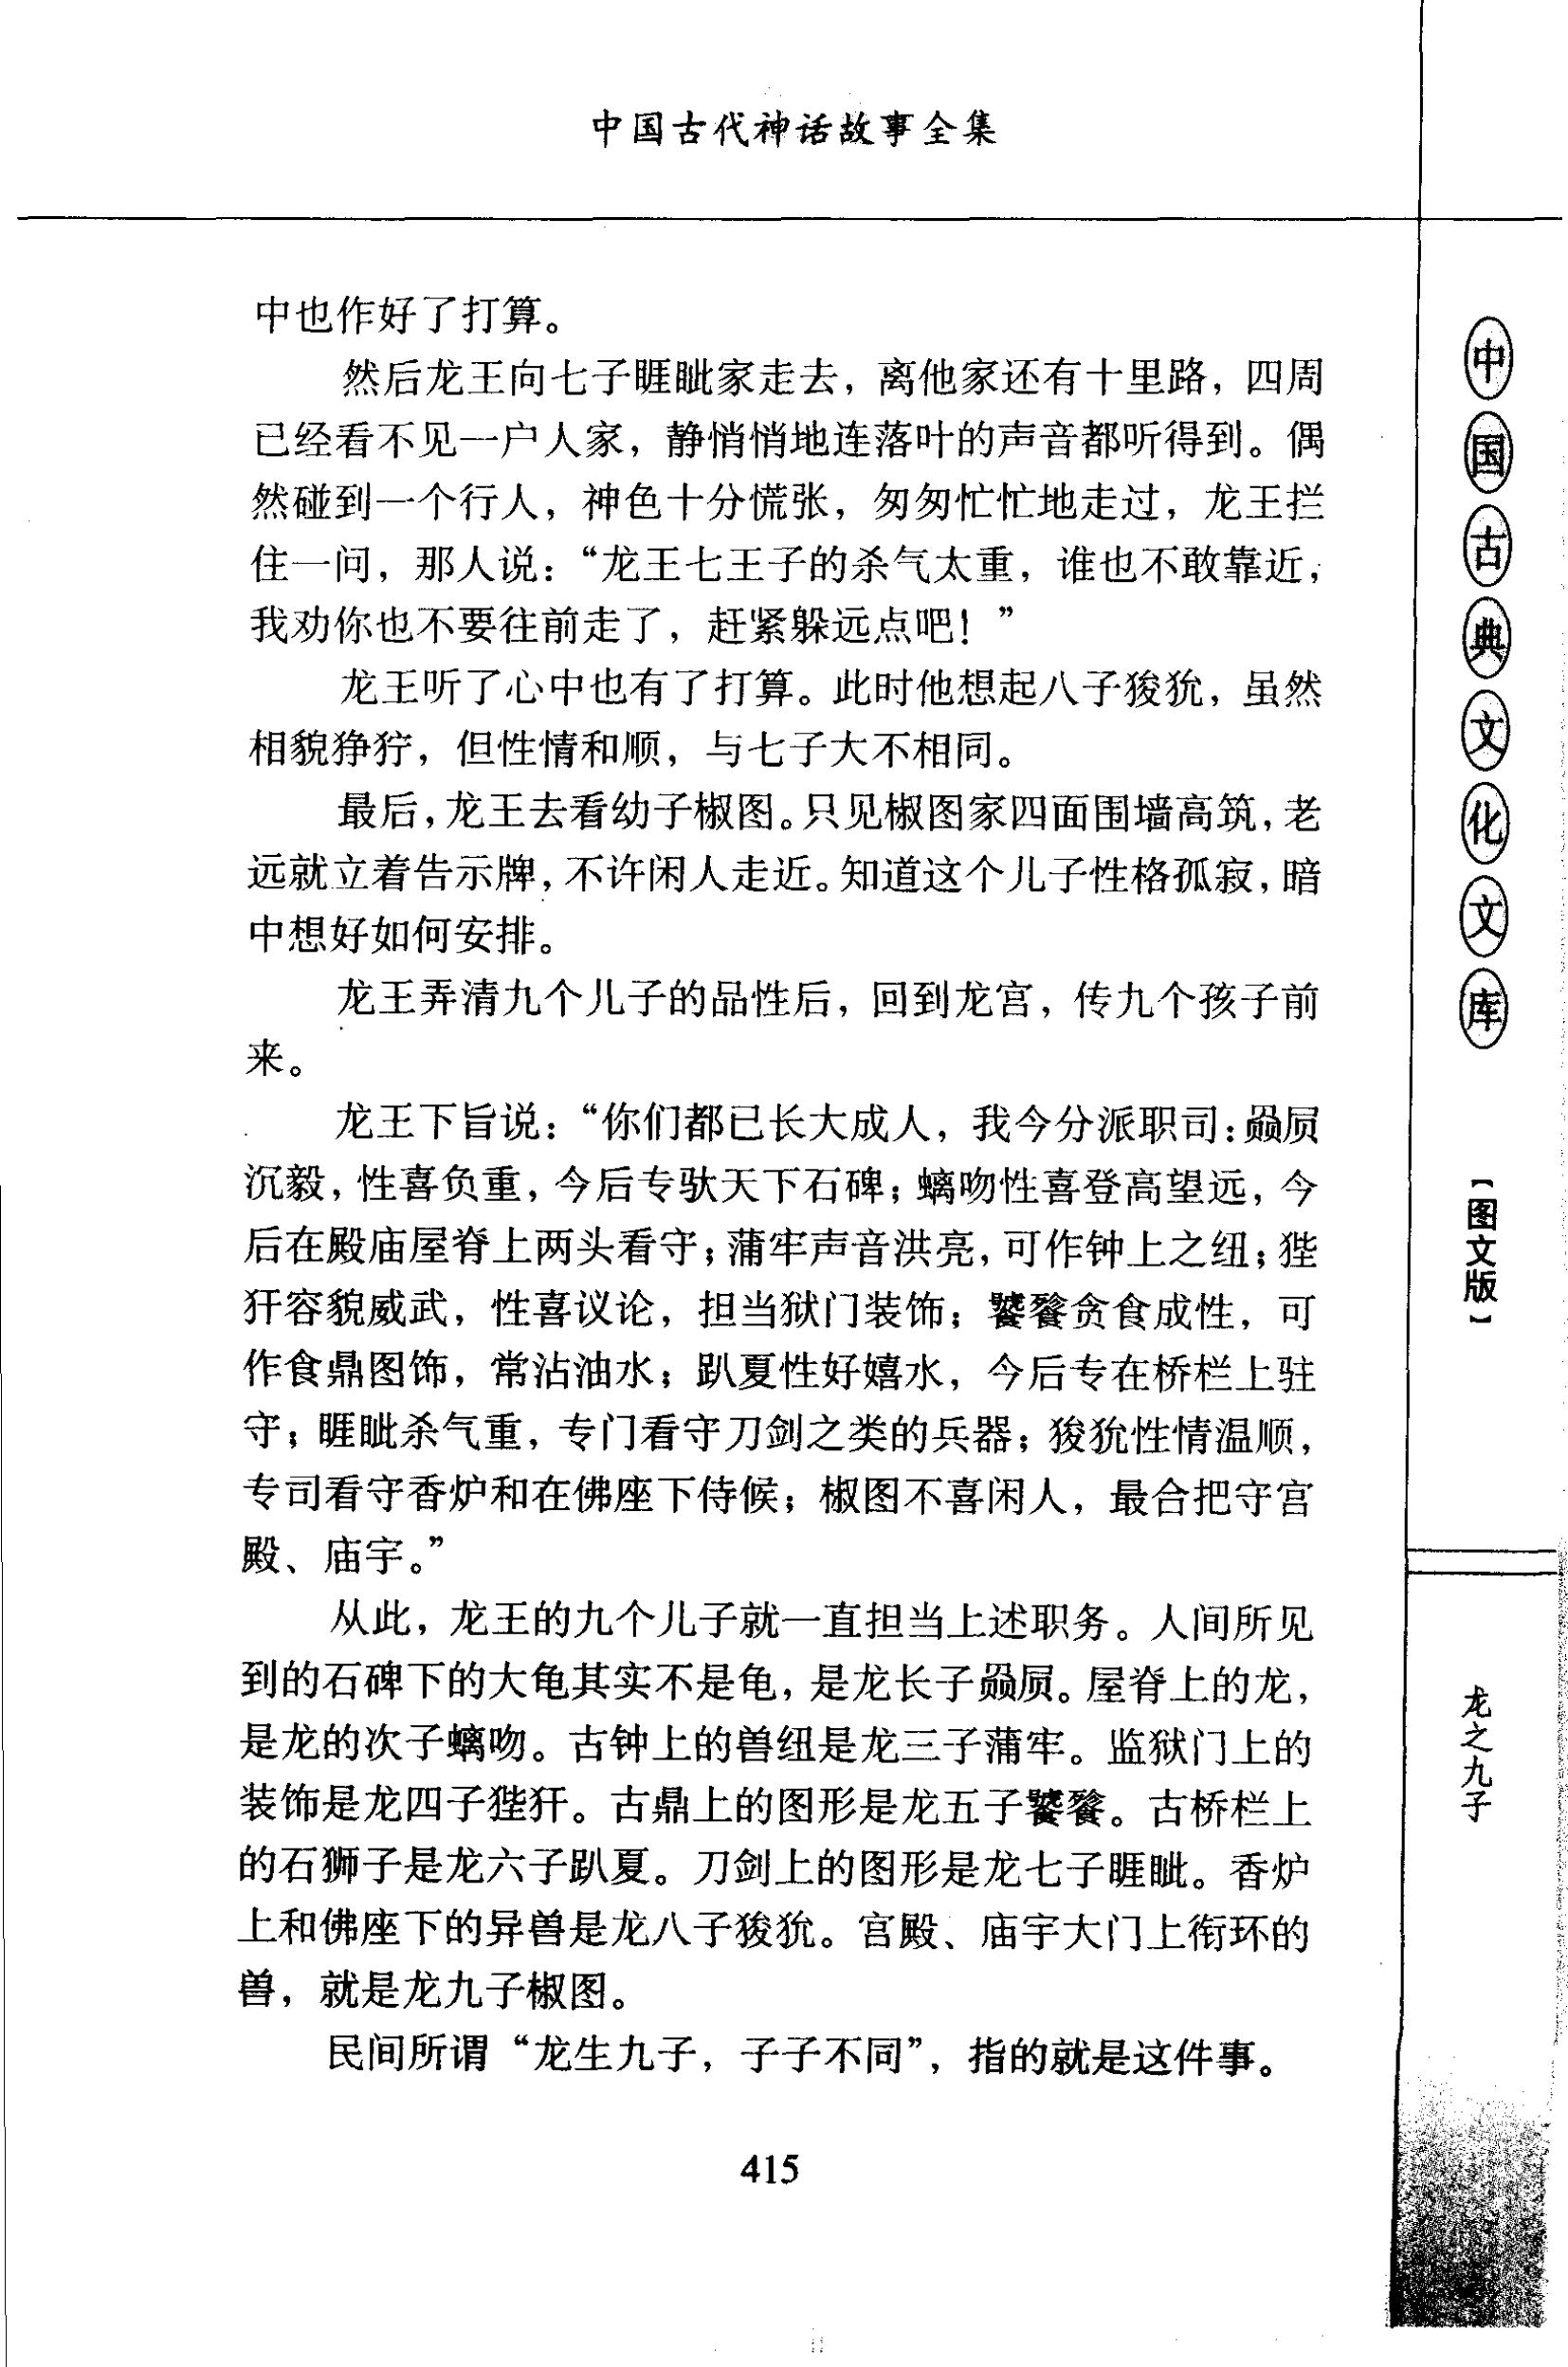 中国古代神话故事全集
中也作好了打算。
然后龙王向七子睚眦家走去，离他家还有十里路，四周
已经看不见一户人家，静悄悄地连落叶的声音都听得到。偶
然碰到一个行人，神色十分慌张，匆匆忙忙地走过，龙王拦
住一问，那人说：“龙王七王子的杀气太重，谁也不敢靠近，
我劝你也不要往前走了，赶紧躲远点吧！”
龙王听了心中也有了打算。此时他想起八子狻猊，虽然
相貌狰狞，但性情和顺，与七子大不相同。
最后，龙王去看幼子椒图。只见椒图家四面围墙高筑，老
远就立着告示牌，不许闲人走近。知道这个儿子性格孤寂，暗
中想好如何安排。
龙王弄清九个儿子的品性后，回到龙宫，传九个孩子前
来。
龙王下旨说：“你们都已长大成人，我今分派职司：赑屃
沉毅，性喜负重，今后专驮天下石碑；螭吻性喜登高望远，今
后在殿庙屋脊上两头看守；蒲牢声音洪亮，可作钟上之纽；狴
犴容貌威武，性喜议论，担当狱门装饰；饕餮贪食成性，可
作食鼎图饰，常沾油水；趴夏性好嬉水，今后专在桥栏上驻
守；睚眦杀气重，专门看守刀剑之类的兵器；狻猊性情温顺，
专司看守香炉和在佛座下侍候；椒图不喜闲人，最合把守宫
殿、庙宇。”
从此，龙王的九个儿子就一直担当上述职务。人间所见
到的石碑下的大龟其实不是龟，是龙长子赑屃。屋脊上的龙，
是龙的次子螭吻。古钟上的兽纽是龙三子蒲牢。监狱门上的
装饰是龙四子狴犴。古鼎上的图形是龙五子饕餮。古桥栏上
的石狮子是龙六子趴夏。刀剑上的图形是龙七子睚眦。香炉
上和佛座下的异兽是龙八子狻猊。宫殿、庙宇大门上衔环的
兽，就是龙九子椒图。
民间所谓“龙生九子，子子不同”，指的就是这件事。
415
中国古典文化文库
【图文版】
龙之九子